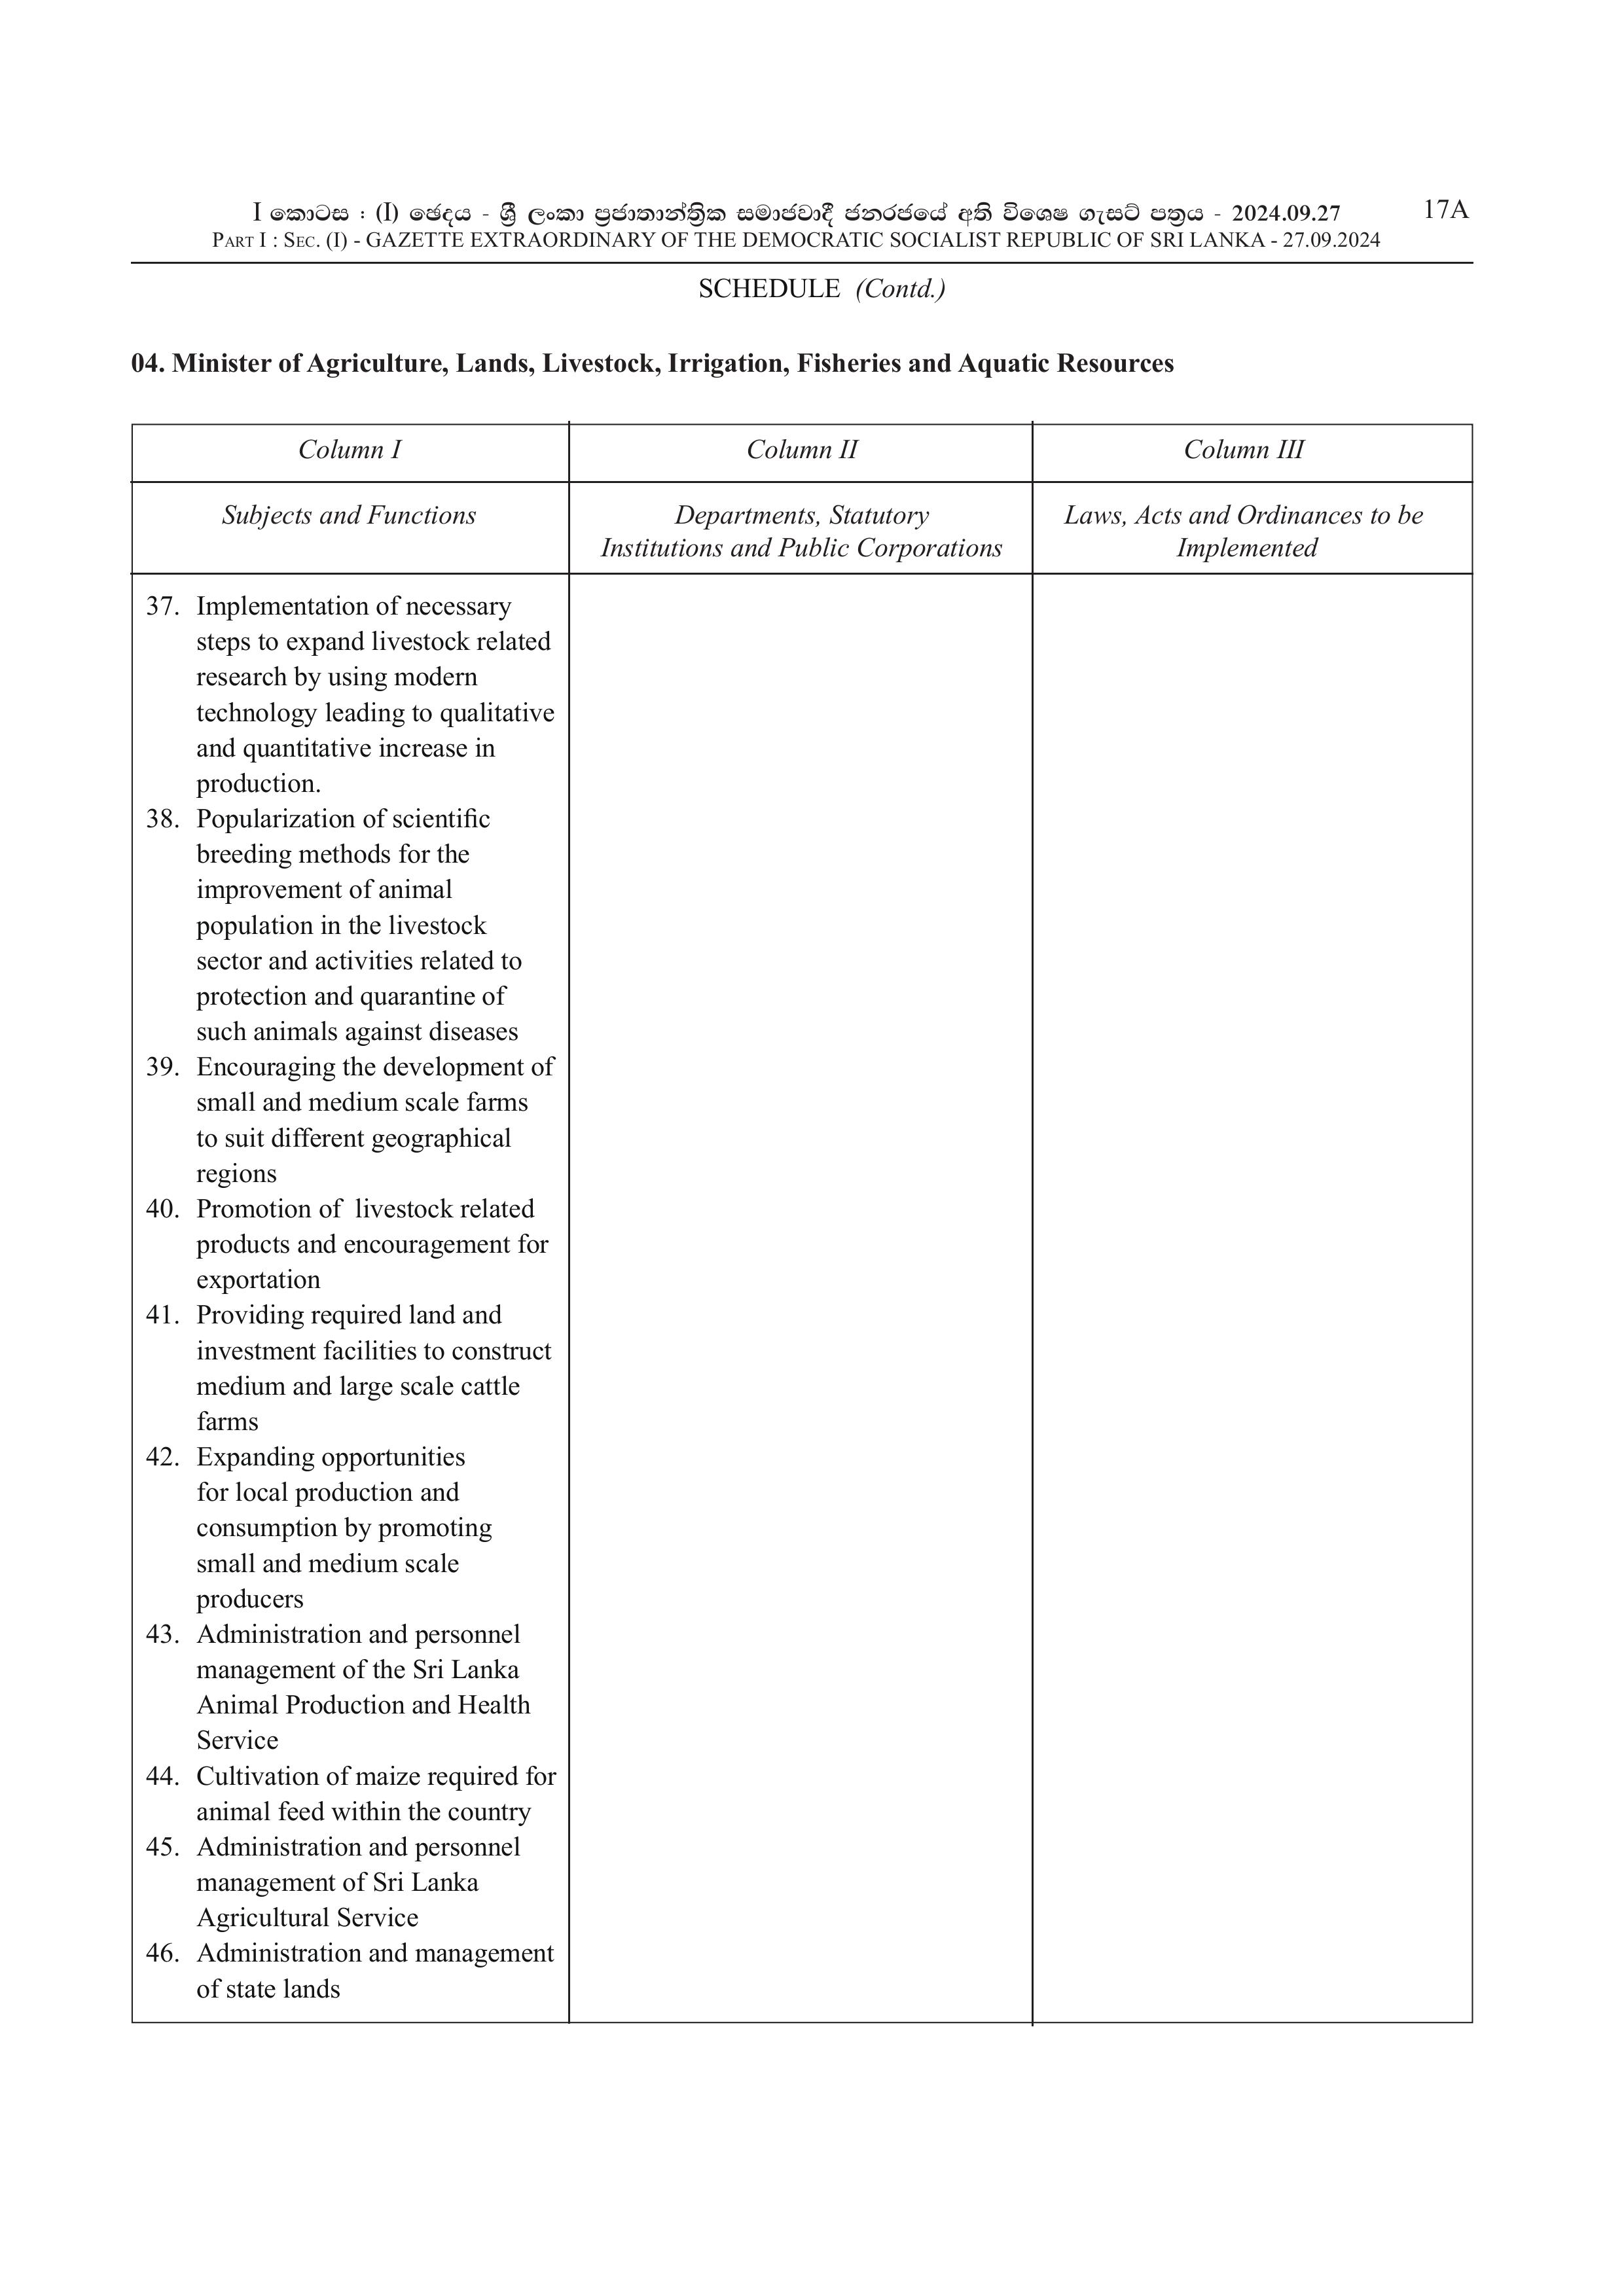 I කොටස : (I) ඡෙදය - ශ්‍රී ලංකා ප්‍රජාතාන්ත්‍රික සමාජවාදී ජනරජයේ අති විශෙෂ ගැසට් පත්‍රය - 2024.09.27 17A
PART I : SEC. (I) - GAZETTE EXTRAORDINARY OF THE DEMOCRATIC SOCIALIST REPUBLIC OF SRI LANKA - 27.09.2024
SCHEDULE (Contd.)
04. Minister of Agriculture, Lands, Livestock, Irrigation, Fisheries and Aquatic Resources
Column I Column II Column III
Subjects and Functions
Departments, Statutory
Institutions and Public Corporations
Laws, Acts and Ordinances to be
Implemented
37. Implementation of necessary
steps to expand livestock related
research by using modern
technology leading to qualitative
and quantitative increase in
production.
38. Popularization of scientific
breeding methods for the
improvement of animal
population in the livestock
sector and activities related to
protection and quarantine of
such animals against diseases
39. Encouraging the development of
small and medium scale farms
to suit different geographical
regions
40. Promotion of livestock related
products and encouragement for
exportation
41. Providing required land and
investment facilities to construct
medium and large scale cattle
farms
42. Expanding opportunities
for local production and
consumption by promoting
small and medium scale
producers
43. Administration and personnel
management of the Sri Lanka
Animal Production and Health
Service
44. Cultivation of maize required for
animal feed within the country
45. Administration and personnel
management of Sri Lanka
Agricultural Service
46. Administration and management
of state lands